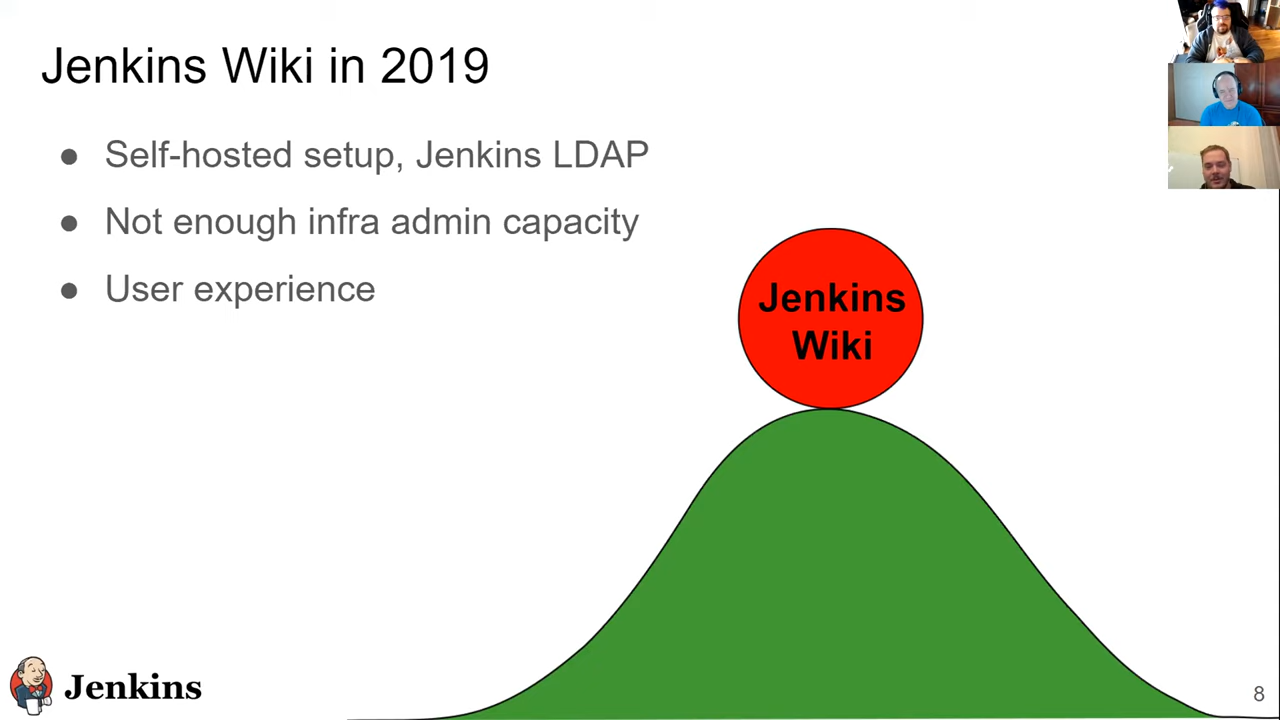 Jenkins Wiki in 2019
● Self-hosted setup, Jenkins LDAP
● Not enough infra admin capacity
● User experience
Jenkins
Wiki
Jenkins
8